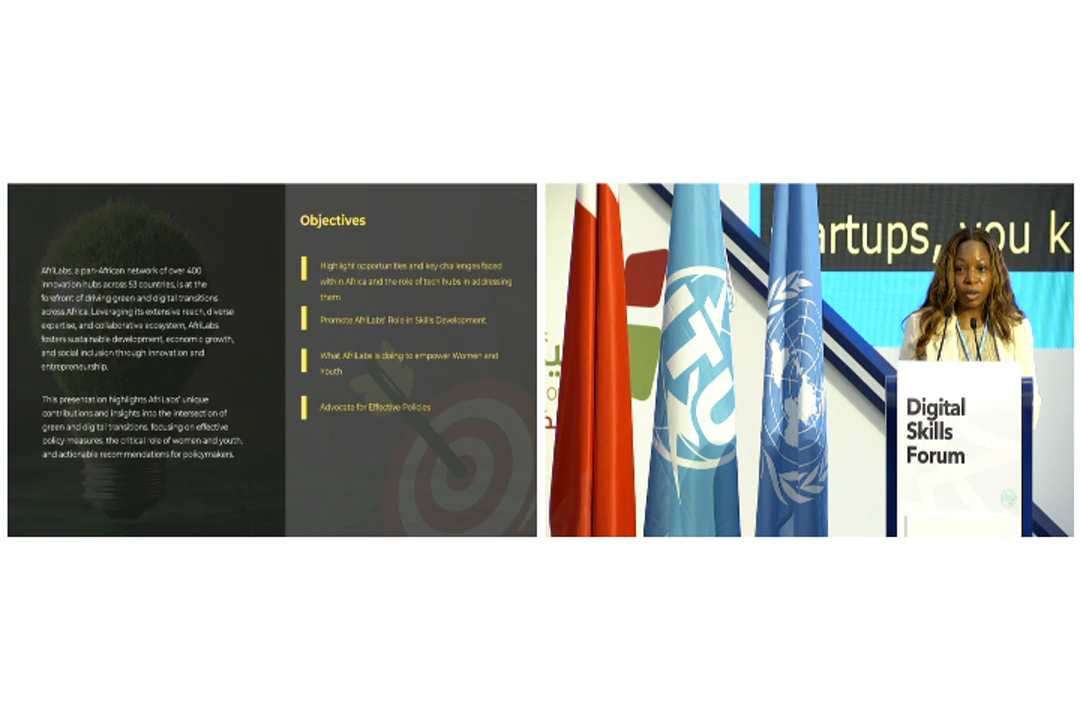 AfriLabs, a pan-African network of over 400
innovation hubs across 53 countries, is at the
forefront of driving green and digital transitions
across Africa. Leveraging its extensive reach, diverse
expertise, and collaborative ecosystem, AfriLabs
fosters sustainable development, economic growth,
and social inclusion through innovation and
entrepreneurship.
This presentation highlights AfriLabs' unique
contributions and insights into the intersection of
green and digital transitions, focusing on effective
policy measures, the critical role of women and youth,
and actionable recommendations for policymakers.
Objectives
Highlight opportunities and key challenges faced
within Africa and the role of tech hubs in addressing
them
Promote AfriLabs' Role in Skills Development
What AfriLabs is doing to empower Women and
Youth
Advocate for Effective Policies
artups, you k
ITU
Digital
Skills
Forum